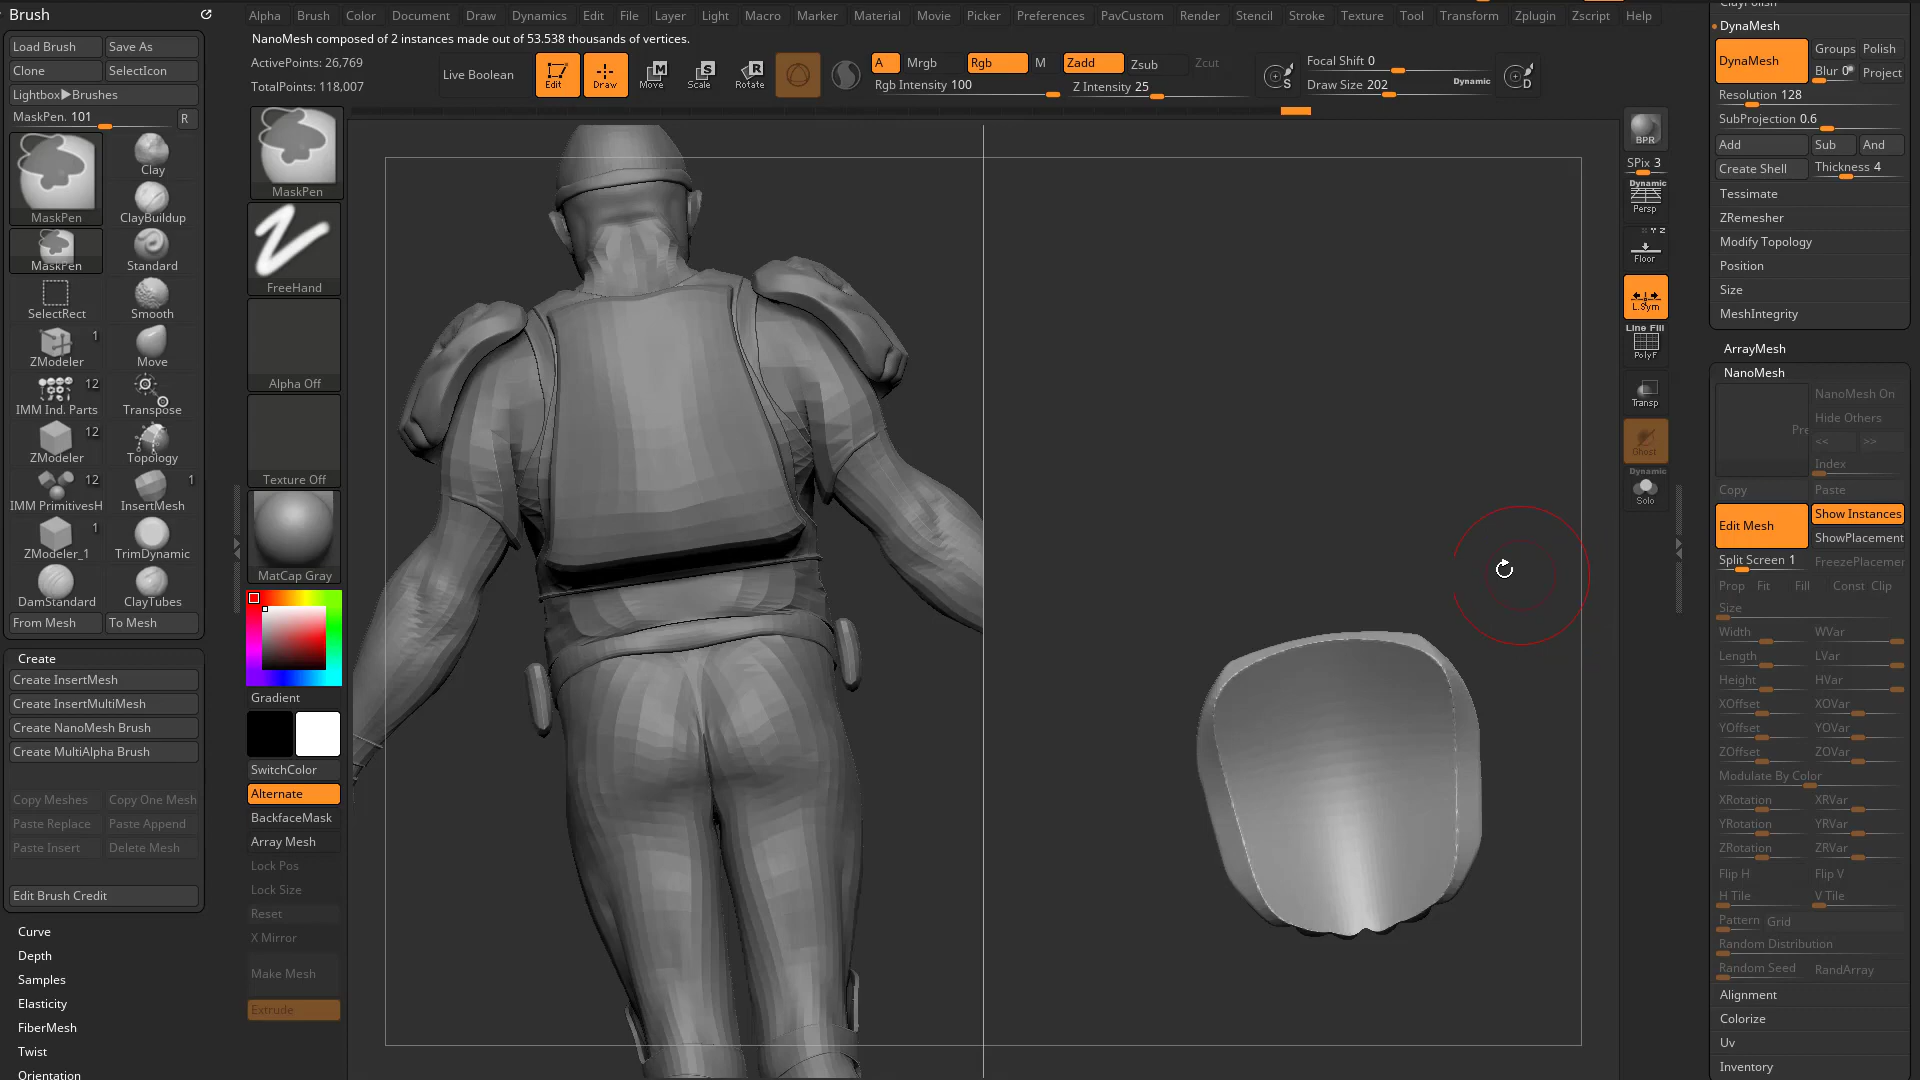 Brush
Alpha Brush Color Document Draw Dynamics Edit File Layer Light Macro Marker Material Movie Picker Preferences PavCustom Render Stencil Stroke Texture Tool Transform Zplugin Zscript Help
NanoMesh composed of 2 instances made out of 53.538 thousands of vertices.
ActivePoints: 26,769
TotalPoints: 118,007
Live Boolean
Edit
Draw
Move
Scale
Rotate
A Mrgb Rgb M Zadd Zsub Zcut
Rgb Intensity 100
Z Intensity 25
Focal Shift 0
Draw Size 202
Dynamic
S
D
Load Brush Save As
Clone SelectIcon
Lightbox▶Brushes
MaskPen. 101 R
MaskPen
Clay
ClayBuildup
MaskPen Standard
SelectRect Smooth
1
ZModeler Move
12
IMM Ind. Parts Transpose
12
ZModeler Topology
12 1
IMM PrimitivesH InsertMesh
1
ZModeler_1 TrimDynamic
DamStandard ClayTubes
From Mesh To Mesh
Create
Create InsertMesh
Create InsertMultiMesh
Create NanoMesh Brush
Create MultiAlpha Brush
Copy Meshes Copy One Mesh
Paste Replace Paste Append
Paste Insert Delete Mesh
Edit Brush Credit
Curve
Depth
Samples
Elasticity
FiberMesh
Twist
Orientation
MaskPen
FreeHand
Alpha Off
Texture Off
MatCap Gray
Gradient
SwitchColor
Alternate
BackfaceMask
Array Mesh
Lock Pos
Lock Size
Reset
X Mirror
Make Mesh
Extrude
BPR
SPix 3
Dynamic
Persp
Floor
L.Sym
Line Fill
PolyF
Transp
Ghost
Dynamic
Solo
ClayPolish
DynaMesh
DynaMesh
Groups Polish
Blur 0 Project
Resolution 128
SubProjection 0.6
Add Sub And
Create Shell Thickness 4
Tessimate
ZRemesher
Modify Topology
Position
Size
MeshIntegrity
ArrayMesh
NanoMesh
NanoMesh On
Hide Others
Pre
<< >>
Index
Copy Paste
Edit Mesh
Show Instances
ShowPlacement
Split Screen 1 FreezePlacemen
Prop Fit Fill Const Clip
Size
Width WVar
Length LVar
Height HVar
XOffset XOVar
YOffset YOVar
ZOffset ZOVar
Modulate By Color
XRotation XRVar
YRotation YRVar
ZRotation ZRVar
Flip H Flip V
H Tile V Tile
Pattern Grid
Random Distribution
Random Seed RandArray
Alignment
Colorize
Uv
Inventory